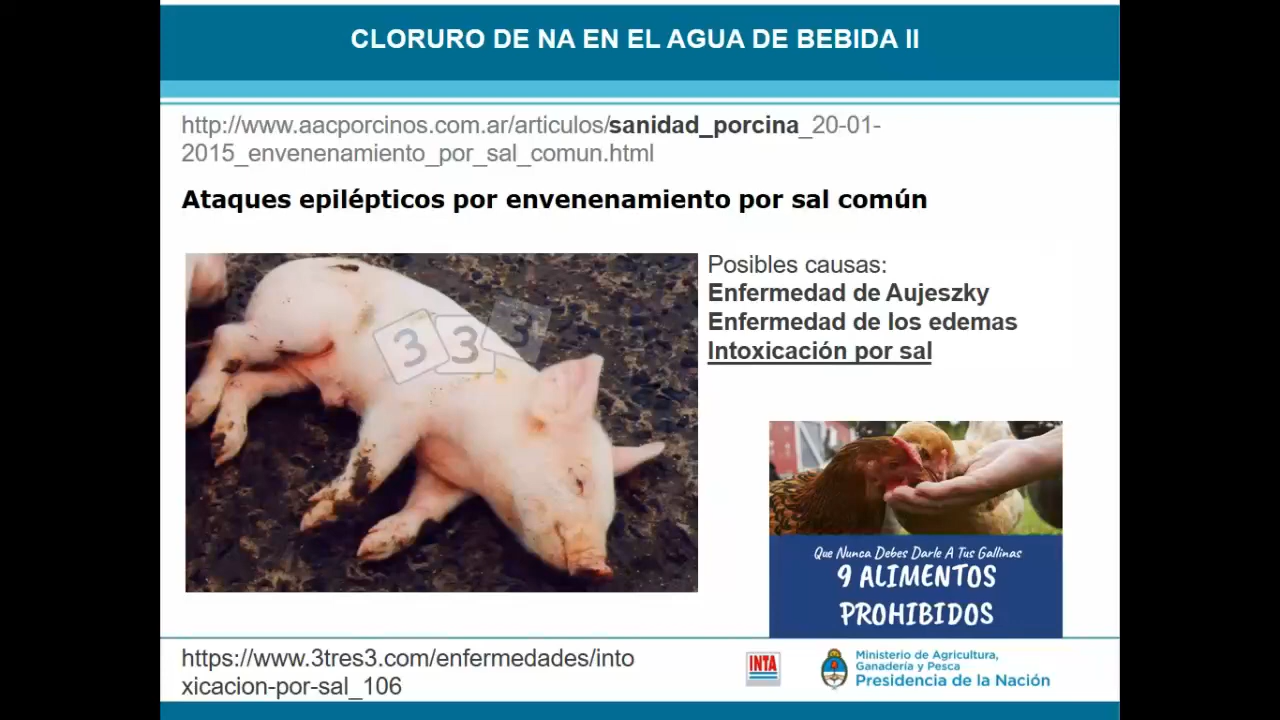 CLORURO DE NA EN EL AGUA DE BEBIDA II
http://www.aacporcinos.com.ar/articulos/sanidad_porcina_20-01-
2015_envenenamiento_por_sal_comun.html
Ataques epilépticos por envenenamiento por sal común
333
Posibles causas:
Enfermedad de Aujeszky
Enfermedad de los edemas
Intoxicación por sal
Que Nunca Debes Darle A Tus Gallinas
9 ALIMENTOS
PROHIBIDOS
https://www.3tres3.com/enfermedades/into
xicacion-por-sal_106
INTA
Ministerio de Agricultura,
Ganadería y Pesca
Presidencia de la Nación